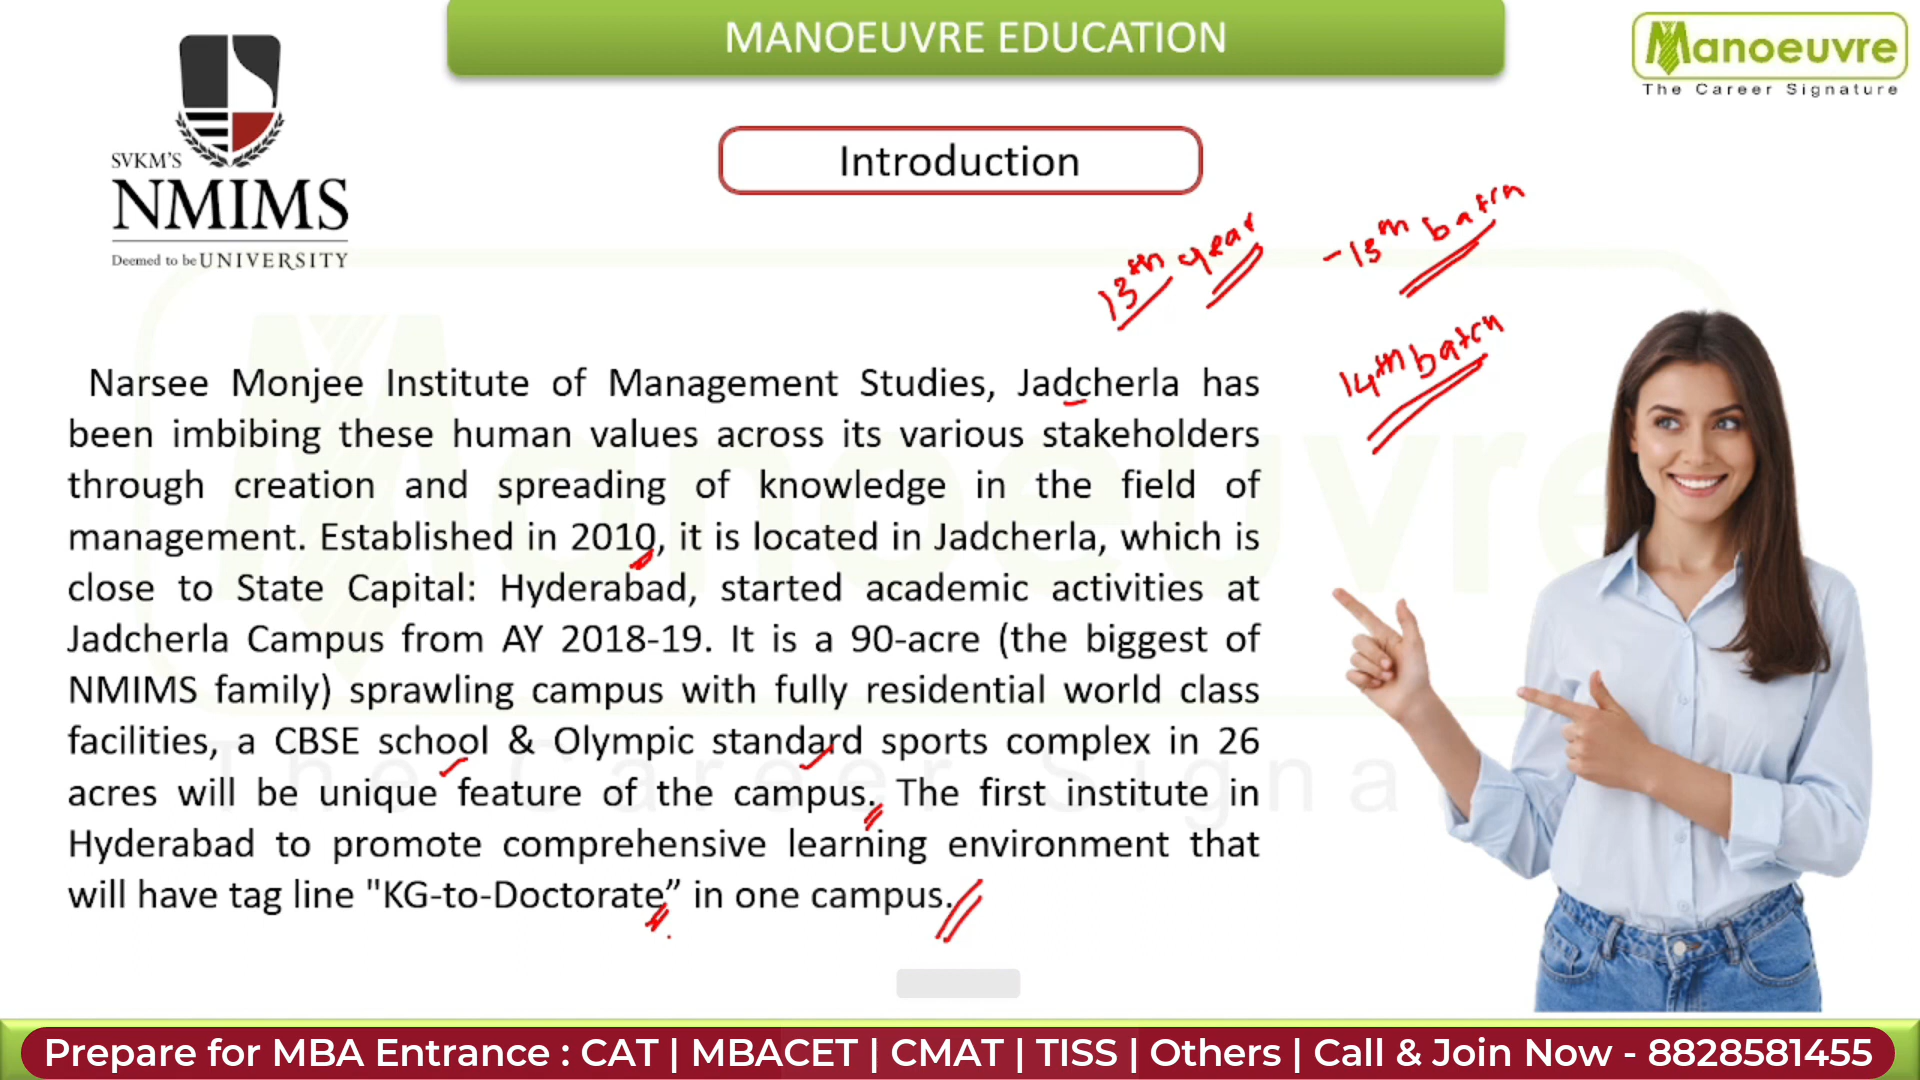 MANOEUVRE EDUCATION
Manoeuvre
The Career Signature
SVKM'S
NMIMS
Deemed to be UNIVERSITY
Introduction
13th year
- 13th batch
14th batch
Narsee Monjee Institute of Management Studies, Jadcherla has
been imbibing these human values across its various stakeholders
through creation and spreading of knowledge in the field of
management. Established in 2010, it is located in Jadcherla, which is
close to State Capital: Hyderabad, started academic activities at
Jadcherla Campus from AY 2018-19. It is a 90-acre (the biggest of
NMIMS family) sprawling campus with fully residential world class
facilities, a CBSE school & Olympic standard sports complex in 26
acres will be unique feature of the campus. The first institute in
Hyderabad to promote comprehensive learning environment that
will have tag line "KG-to-Doctorate” in one campus.
Prepare for MBA Entrance : CAT | MBACET | CMAT | TISS | Others | Call & Join Now - 8828581455